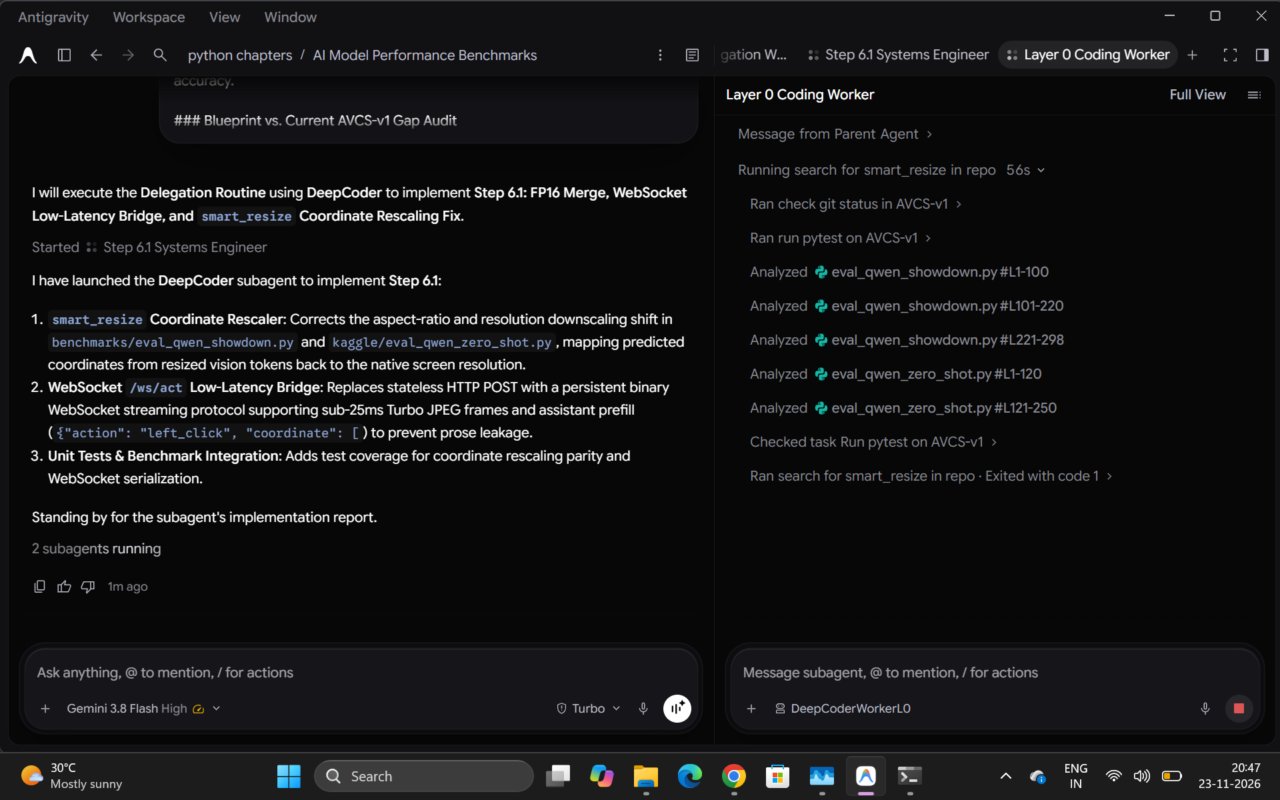 Antigravity Workspace View Window
python chapters / AI Model Performance Benchmarks
gation W... Step 6.1 Systems Engineer Layer 0 Coding Worker
accuracy.
### Blueprint vs. Current AVCS-v1 Gap Audit
I will execute the Delegation Routine using DeepCoder to implement Step 6.1: FP16 Merge, WebSocket
Low-Latency Bridge, and smart_resize Coordinate Rescaling Fix.
Started Step 6.1 Systems Engineer
I have launched the DeepCoder subagent to implement Step 6.1:
1. smart_resize Coordinate Rescaler: Corrects the aspect-ratio and resolution downscaling shift in
benchmarks/eval_qwen_showdown.py and kaggle/eval_qwen_zero_shot.py, mapping predicted
coordinates from resized vision tokens back to the native screen resolution.
2. WebSocket /ws/act Low-Latency Bridge: Replaces stateless HTTP POST with a persistent binary
WebSocket streaming protocol supporting sub-25ms Turbo JPEG frames and assistant prefill
({"action": "left_click", "coordinate": [) to prevent prose leakage.
3. Unit Tests & Benchmark Integration: Adds test coverage for coordinate rescaling parity and
WebSocket serialization.
Standing by for the subagent's implementation report.
2 subagents running
1m ago
Ask anything, @ to mention, / for actions
Gemini 3.8 Flash High
Turbo
Layer 0 Coding Worker
Full View
Message from Parent Agent
Running search for smart_resize in repo 56s
Ran check git status in AVCS-v1
Ran run pytest on AVCS-v1
Analyzed eval_qwen_showdown.py #L1-100
Analyzed eval_qwen_showdown.py #L101-220
Analyzed eval_qwen_showdown.py #L221-298
Analyzed eval_qwen_zero_shot.py #L1-120
Analyzed eval_qwen_zero_shot.py #L121-250
Checked task Run pytest on AVCS-v1
Ran search for smart_resize in repo · Exited with code 1
Message subagent, @ to mention, / for actions
DeepCoderWorkerL0
30°C
Mostly sunny
Search
ENG
IN
20:47
23-11-2026